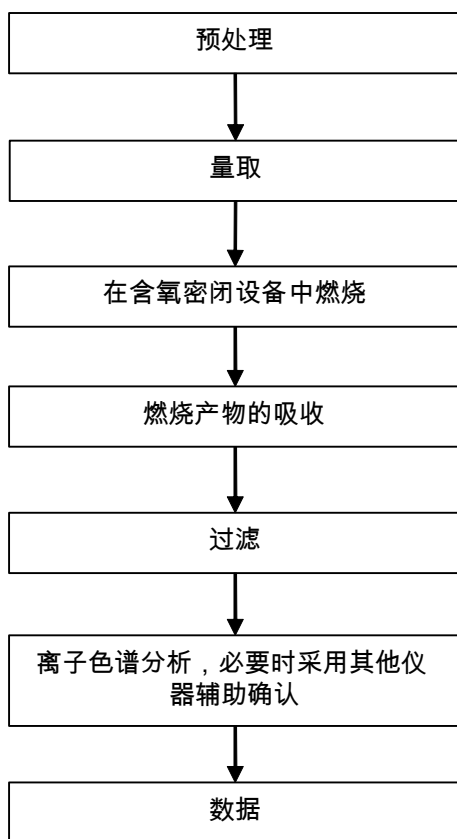 预处理
量取
在含氧密闭设备中燃烧
燃烧产物的吸收
过滤
离子色谱分析，必要时采用其他仪
器辅助确认
数据